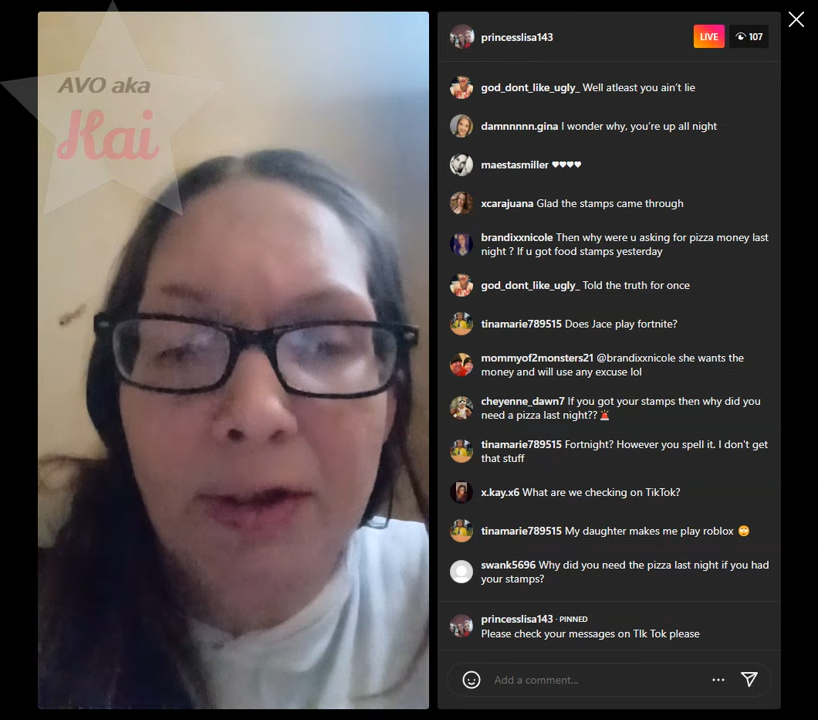 AVO aka
Kai
princesslisa143
LIVE
107
god_dont_like_ugly_ Well atleast you ain't lie
damnnnnn.gina I wonder why, you're up all night
maestasmiller ♥♥♥♥
xcarajuana Glad the stamps came through
brandixxnicole Then why were u asking for pizza money last
night ? If u got food stamps yesterday
god_dont_like_ugly_ Told the truth for once
tinamarie789515 Does Jace play fortnite?
mommyof2monsters21 @brandixxnicole she wants the
money and will use any excuse lol
cheyenne_dawn7 If you got your stamps then why did you
need a pizza last night??🚨
tinamarie789515 Fortnight? However you spell it. I don't get
that stuff
x.kay.x6 What are we checking on TikTok?
tinamarie789515 My daughter makes me play roblox 🙄
swank5696 Why did you need the pizza last night if you had
your stamps?
princesslisa143 · PINNED
Please check your messages on TIk Tok please
Add a comment...